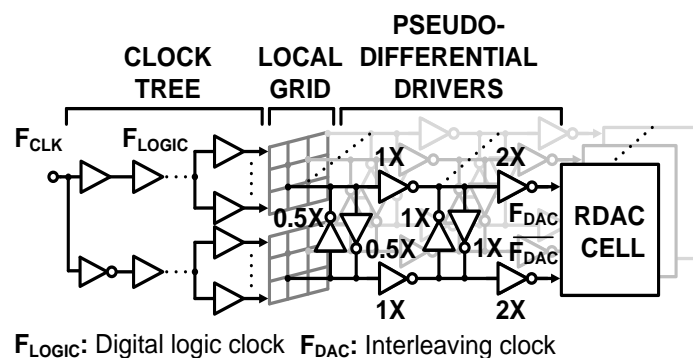 PSEUDO-
CLOCK LOCAL DIFFERENTIAL
TREE GRID DRIVERS
F_CLK F_LOGIC
1X 2X
0.5X 1X F_DAC RDAC
0.5X 1X F̅_DAC CELL
1X 2X
F_LOGIC: Digital logic clock F_DAC: Interleaving clock